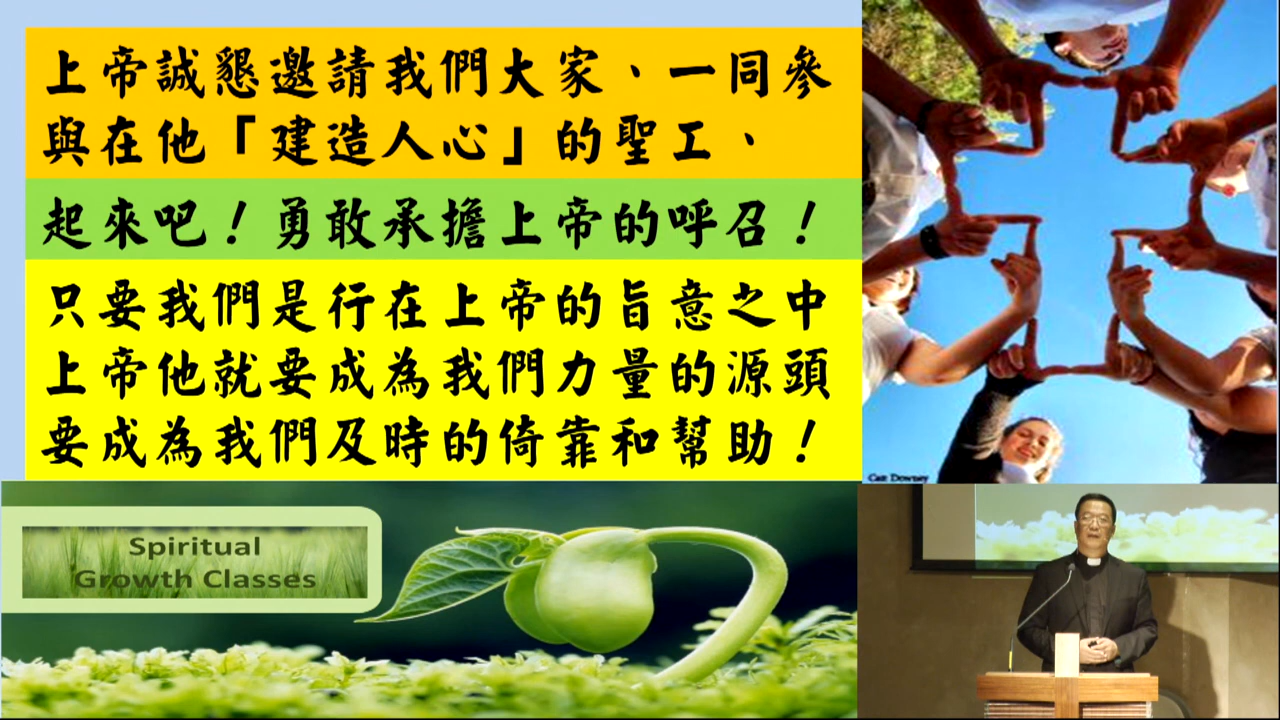 上帝誠懇邀請我們大家、一同參
與在他「建造人心」的聖工、
起來吧！勇敢承擔上帝的呼召！
只要我們是行在上帝的旨意之中
上帝他就要成為我們力量的源頭
要成為我們及時的倚靠和幫助！
Spiritual
Growth Classes